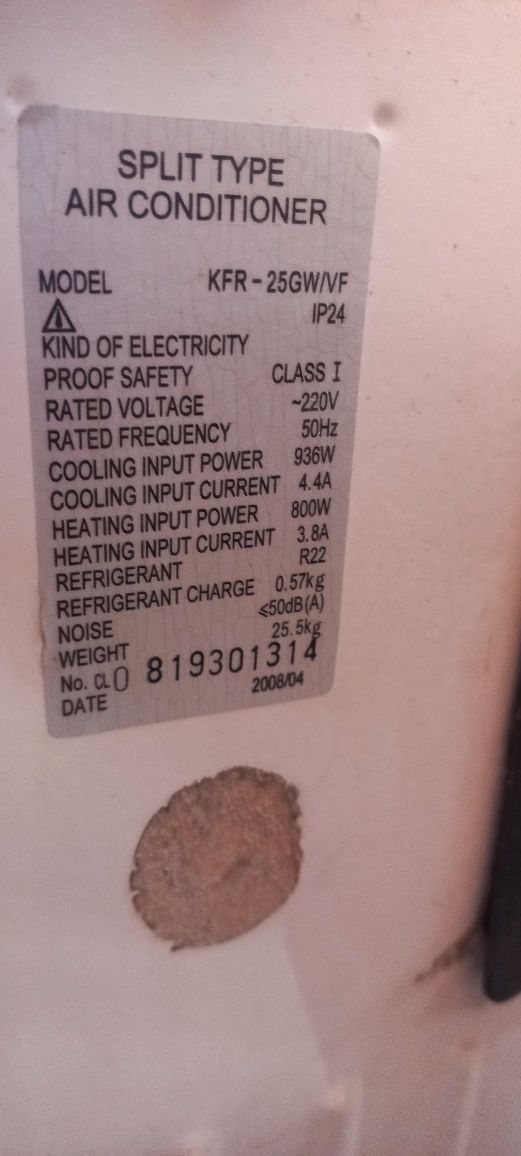 SPLIT TYPE
AIR CONDITIONER
MODEL KFR-25GW/VF
IP24
KIND OF ELECTRICITY
PROOF SAFETY CLASS I
RATED VOLTAGE ~220V
RATED FREQUENCY 50Hz
COOLING INPUT POWER 936W
COOLING INPUT CURRENT 4.4A
HEATING INPUT POWER 800W
HEATING INPUT CURRENT 3.8A
REFRIGERANT R22
REFRIGERANT CHARGE 0.57kg
NOISE ≤50dB(A)
WEIGHT 25.5kg
No. CL0 819301314
DATE 2008/04